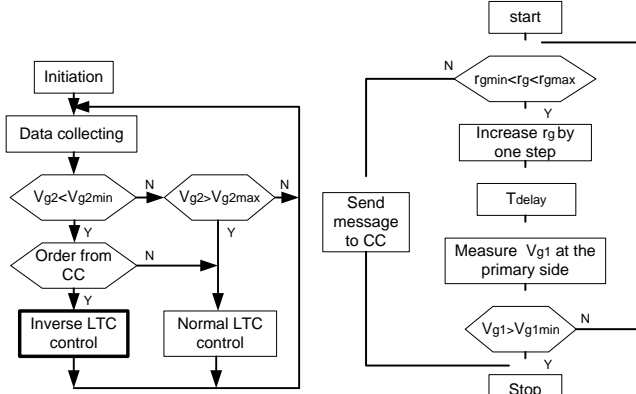 Initiation
Data collecting
Vg2<Vg2min
N
Vg2>Vg2max
N
Y
Y
Order from
CC
N
Y
Inverse LTC
control
Normal LTC
control
start
N
rgmin<rg<rgmax
Y
Increase rg by
one step
Tdelay
Send
message
to CC
Measure Vg1 at the
primary side
Vg1>Vg1min
N
Y
Stop